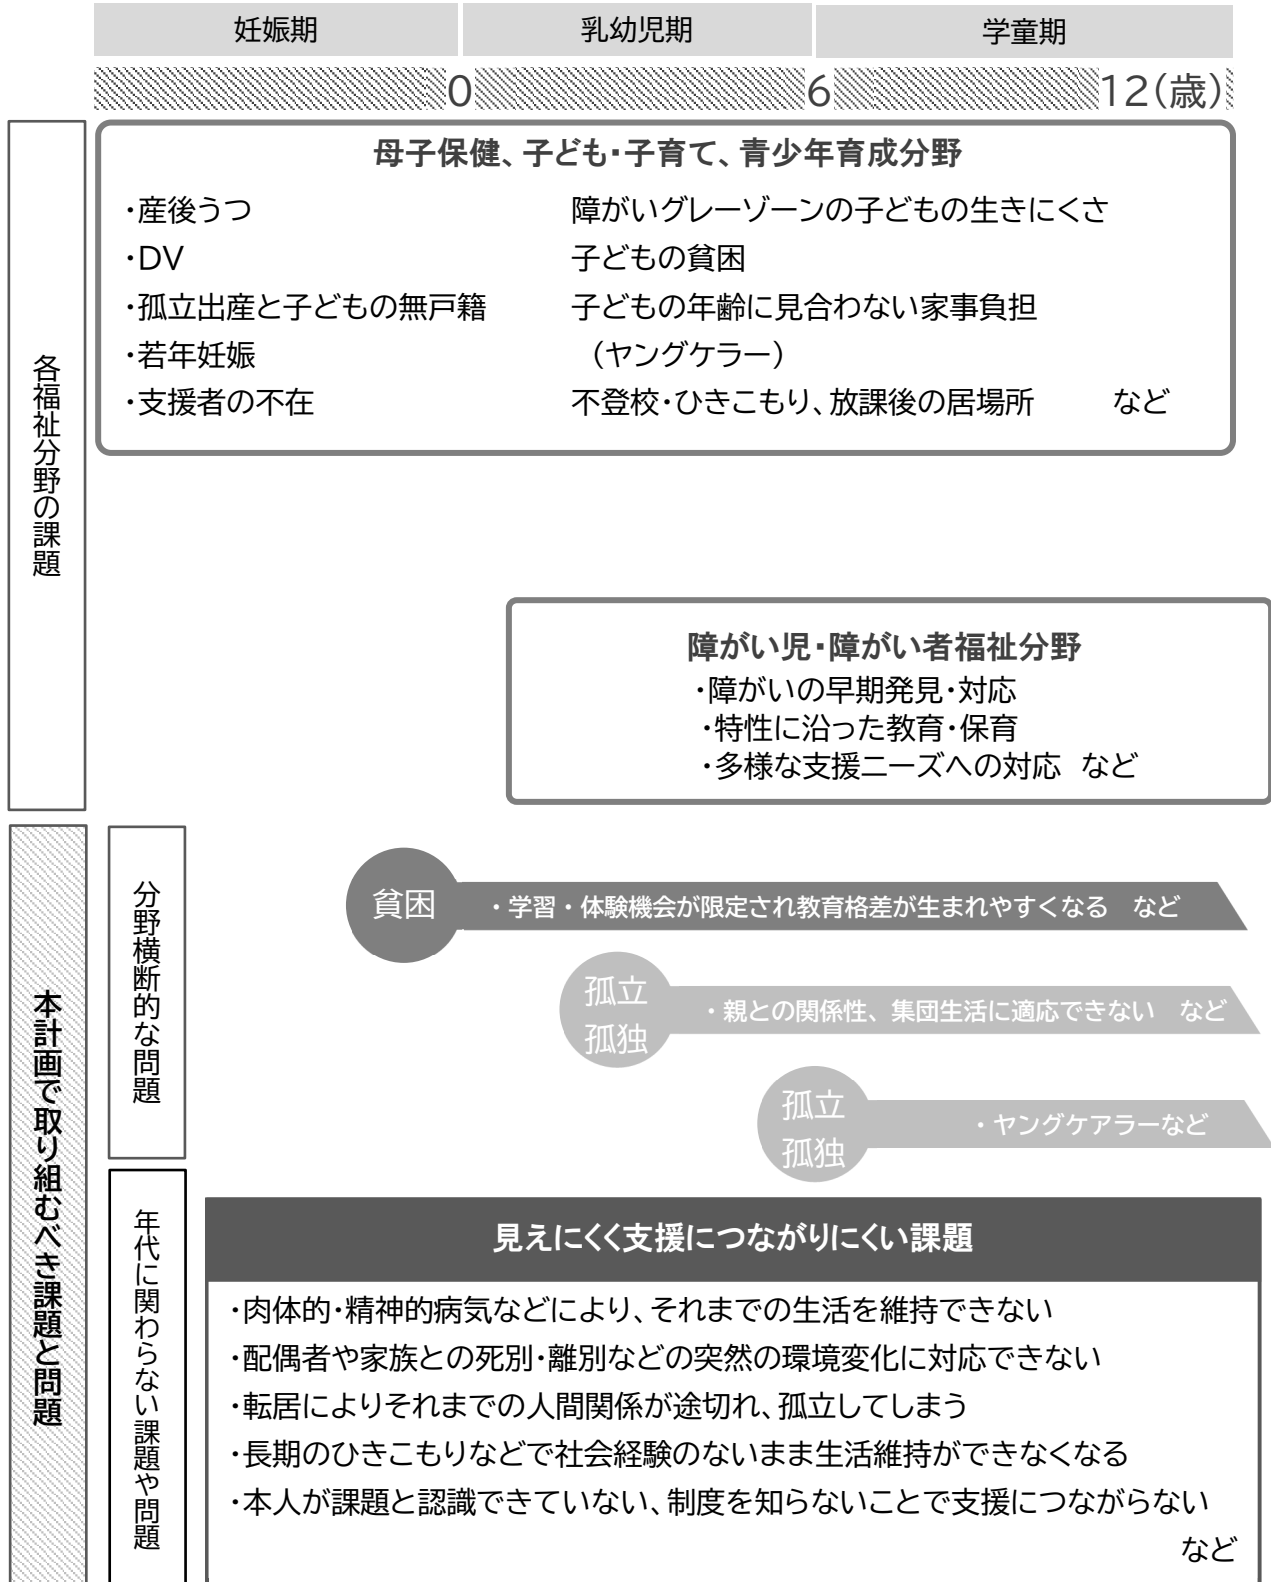 妊娠期 乳幼児期 学童期
0 6 12(歳)
各福祉分野の課題
母子保健、子ども・子育て、青少年育成分野
・産後うつ 障がいグレーゾーンの子どもの生きにくさ
・DV 子どもの貧困
・孤立出産と子どもの無戸籍 子どもの年齢に見合わない家事負担
・若年妊娠 （ヤングケラー）
・支援者の不在 不登校・ひきこもり、放課後の居場所 など
障がい児・障がい者福祉分野
・障がいの早期発見・対応
・特性に沿った教育・保育
・多様な支援ニーズへの対応 など
本計画で取り組むべき課題と問題
分野横断的な問題
貧困 ・学習・体験機会が限定され教育格差が生まれやすくなる など
孤立
孤独
・親との関係性、集団生活に適応できない など
孤立
孤独
・ヤングケアラーなど
年代に関わらない課題や問題
見えにくく支援につながりにくい課題
・肉体的・精神的病気などにより、それまでの生活を維持できない
・配偶者や家族との死別・離別などの突然の環境変化に対応できない
・転居によりそれまでの人間関係が途切れ、孤立してしまう
・長期のひきこもりなどで社会経験のないまま生活維持ができなくなる
・本人が課題と認識できていない、制度を知らないことで支援につながらない
など